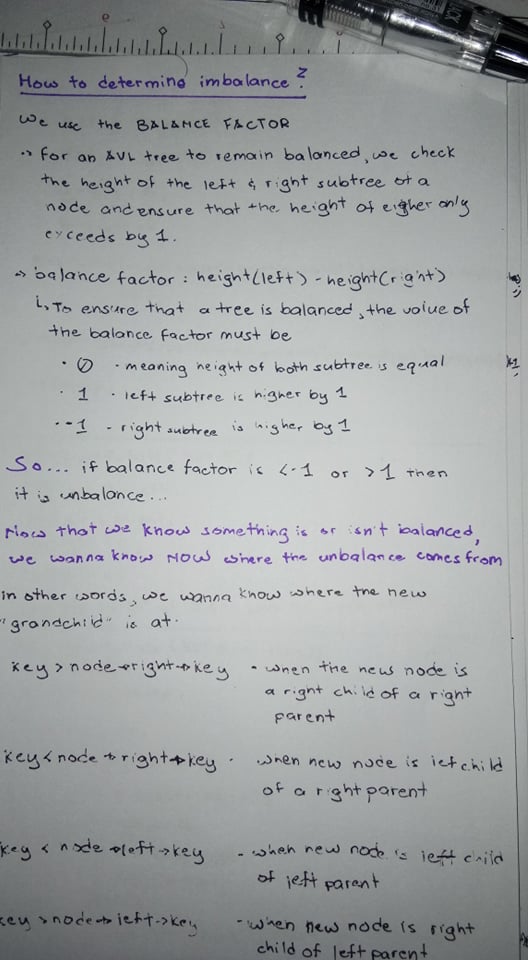 How to determine imbalance?
We use the BALANCE FACTOR
→ for an AVL tree to remain balanced, we check
the height of the left & right subtree of a
node and ensure that the height of eigher only
exceeds by 1.
→ balance factor : height(left) - height(right)
↳ To ensure that a tree is balanced, the value of
the balance factor must be
· 0 · meaning height of both subtree is equal
· 1 · left subtree is higher by 1
· -1 - right subtree is higher by 1
So... if balance factor is <-1 or >1 then
it is unbalance...
Now that we know something is or isn't balanced,
we wanna know NOW where the unbalance comes from
in other words, we wanna know where the new
"grandchild" is at.
key > node→right→key - when the new node is
a right child of a right
parent
key < node→right→key - when new node is left child
of a right parent
key < node→left→key - when new node is left child
of left parent
key > node→left→key - when new node is right
child of left parent